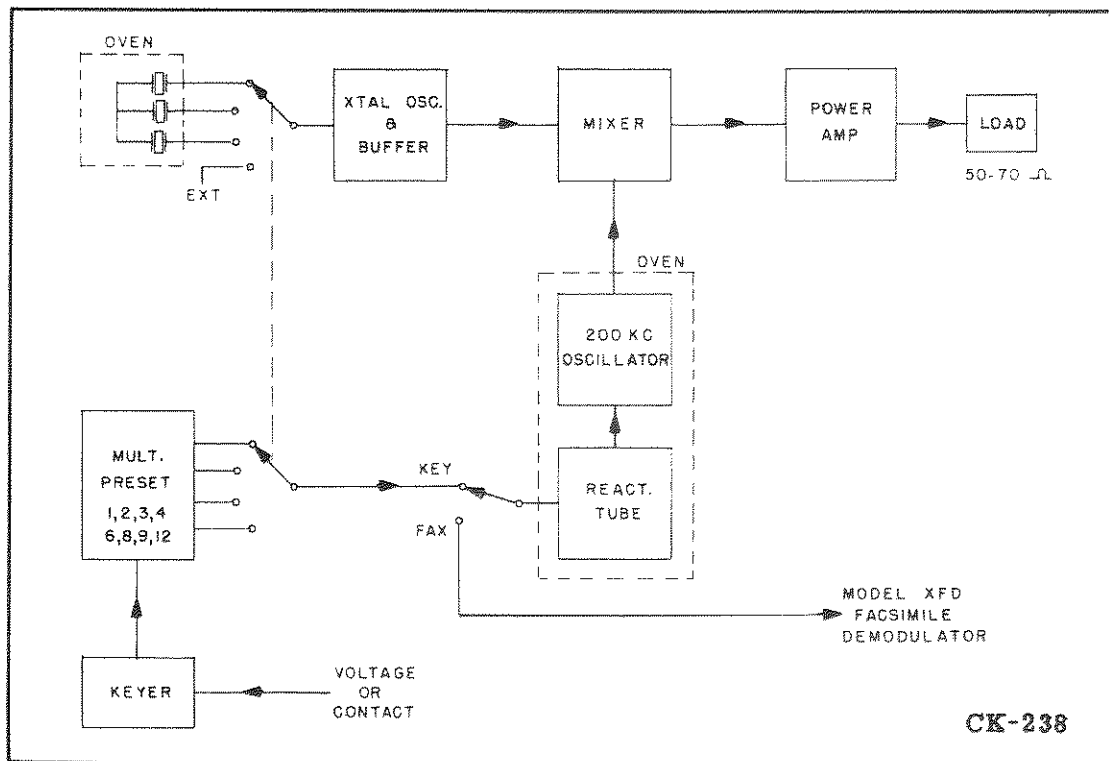 OVEN
XTAL OSC.
&
BUFFER
MIXER
POWER
AMP
LOAD
50-70 Ω
EXT
OVEN
200 KC
OSCILLATOR
MULT.
PRESET
1,2,3,4
6,8,9,12
KEY
FAX
REACT.
TUBE
MODEL XFD
FACSIMILE
DEMODULATOR
KEYER
VOLTAGE
OR
CONTACT
CK-238